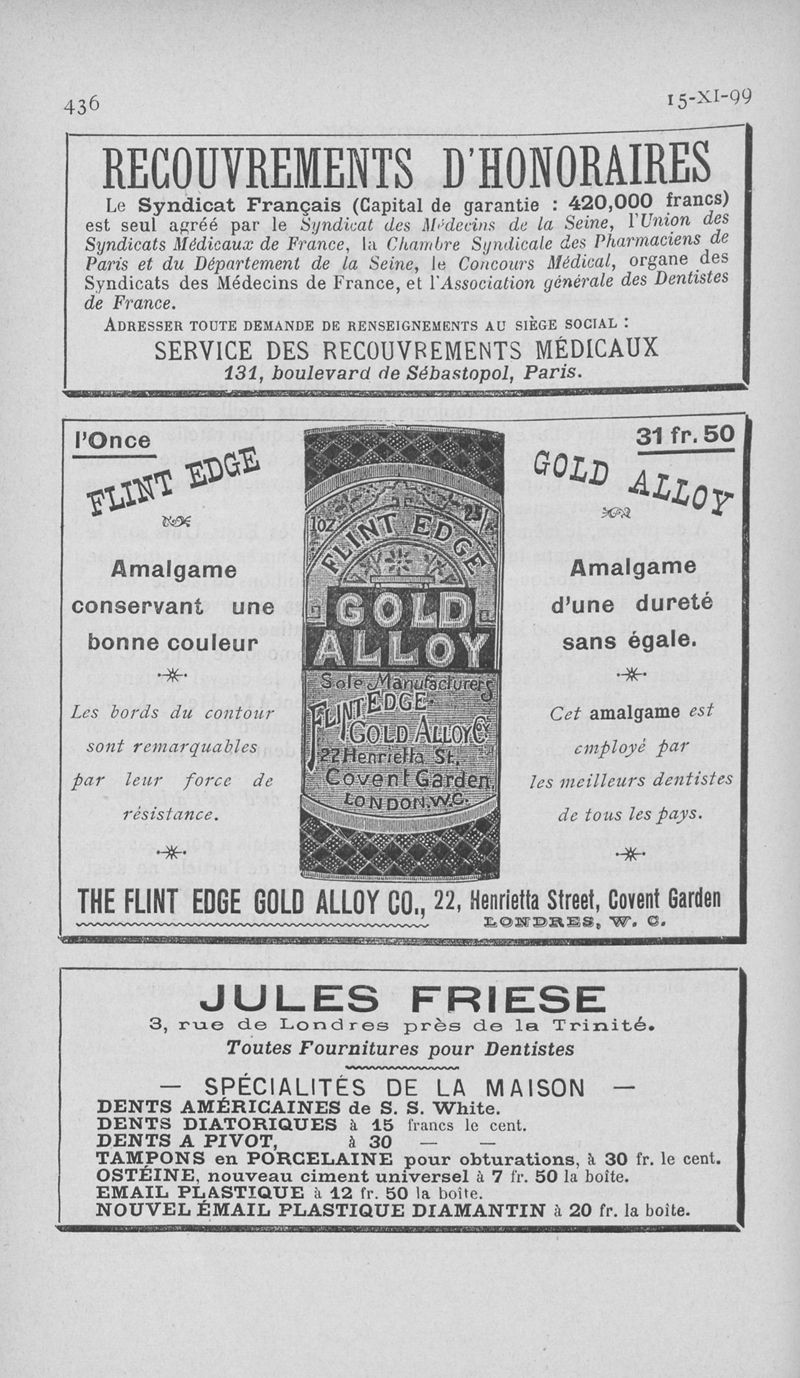 436
15-XI-99
RECOUVREMENTS D'HONORAIRES
Le Syndicat Français (Capital de garantie : 420,000 francs)
est seul agréé par le Syndicat des Médecins de la Seine, l'Union des
Syndicats Médicaux de France, la Chambre Syndicale des Pharmaciens de
Paris et du Département de la Seine, le Concours Médical, organe des
Syndicats des Médecins de France, et l'Association générale des Dentistes
de France.
ADRESSER TOUTE DEMANDE DE RENSEIGNEMENTS AU SIÈGE SOCIAL :
SERVICE DES RECOUVREMENTS MÉDICAUX
131, boulevard de Sébastopol, Paris.
l'Once
FLINT EDGE
Amalgame
conservant une
bonne couleur
Les bords du contour
sont remarquables
par leur force de
résistance.
1oz
FLINT EDGE
GOLD
ALLOY
Sole Manufacturers
FLINT EDGE
GOLD ALLOY Co
22 Henrietta St.
Covent Garden.
LONDON. W.C.
31 fr. 50
GOLD ALLOY
Amalgame
d'une dureté
sans égale.
Cet amalgame est
employé par
les meilleurs dentistes
de tous les pays.
THE FLINT EDGE GOLD ALLOY CO., 22, Henrietta Street, Covent Garden
LONDRES, W. C.
JULES FRIESE
3, rue de Londres près de la Trinité.
Toutes Fournitures pour Dentistes
— SPÉCIALITÉS DE LA MAISON —
DENTS AMÉRICAINES de S. S. White.
DENTS DIATORIQUES à 15 francs le cent.
DENTS A PIVOT, à 30 — —
TAMPONS en PORCELAINE pour obturations, à 30 fr. le cent.
OSTÉINE, nouveau ciment universel à 7 fr. 50 la boîte.
EMAIL PLASTIQUE à 12 fr. 50 la boîte.
NOUVEL ÉMAIL PLASTIQUE DIAMANTIN à 20 fr. la boîte.